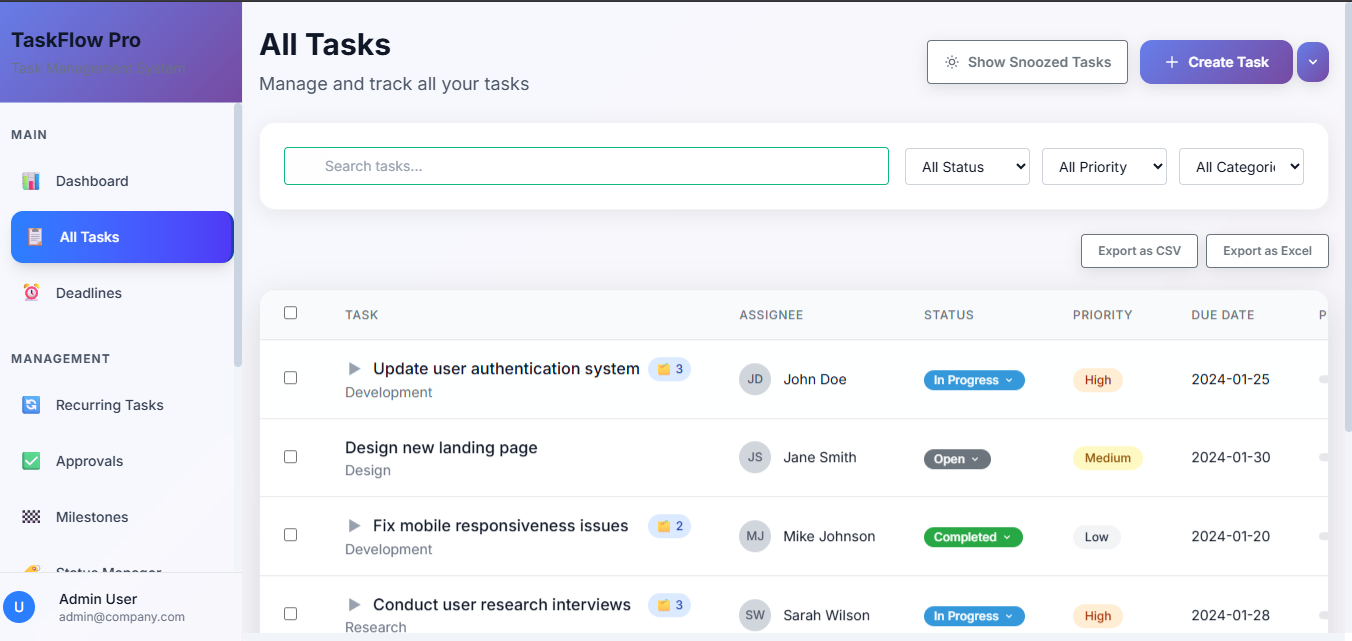 TaskFlow Pro
Task Management System
MAIN
Dashboard
All Tasks
Deadlines
MANAGEMENT
Recurring Tasks
Approvals
Milestones
Status Manager
U
Admin User
admin@company.com
All Tasks
Manage and track all your tasks
Show Snoozed Tasks
+ Create Task
Search tasks...
All Status
All Priority
All Categori
Export as CSV
Export as Excel
TASK ASSIGNEE STATUS PRIORITY DUE DATE P
Update user authentication system 3
Development
JD John Doe In Progress High 2024-01-25
Design new landing page
Design
JS Jane Smith Open Medium 2024-01-30
Fix mobile responsiveness issues 2
Development
MJ Mike Johnson Completed Low 2024-01-20
Conduct user research interviews 3
Research
SW Sarah Wilson In Progress High 2024-01-28